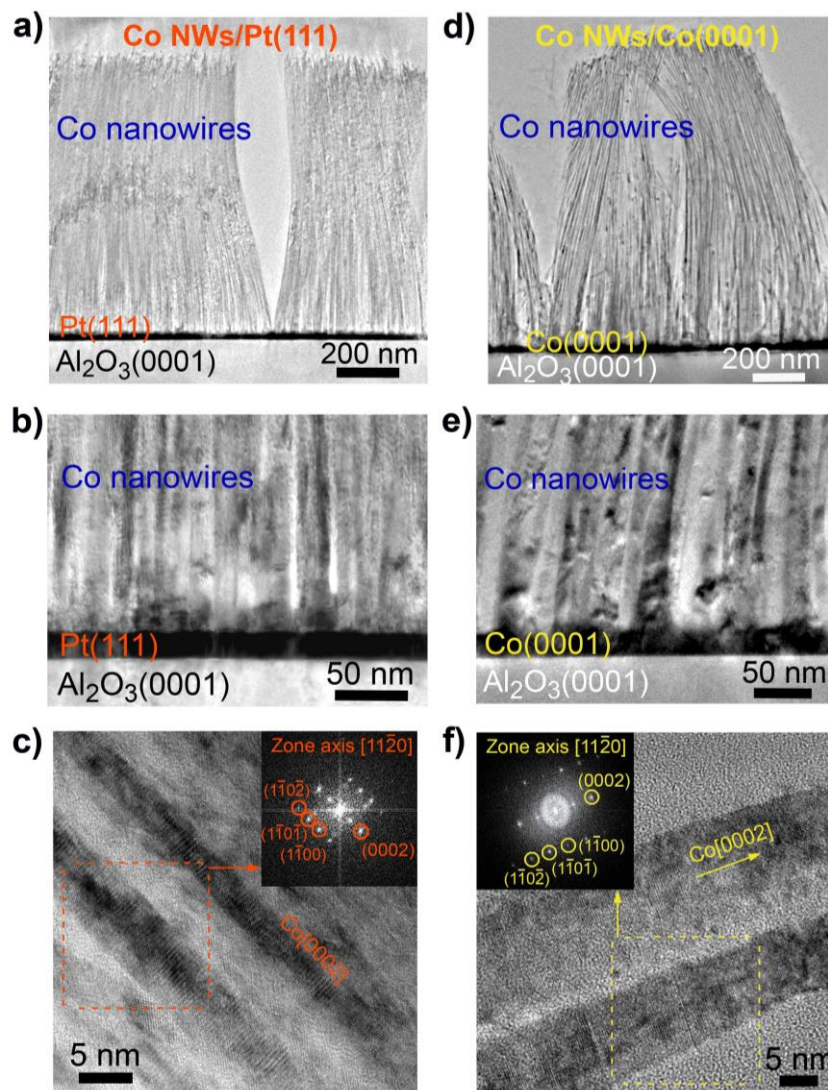 a)
Co NWs/Pt(111)
Co nanowires
Pt(111)
Al₂O₃(0001)
200 nm
d)
Co NWs/Co(0001)
Co nanowires
Co(0001)
Al₂O₃(0001)
200 nm
b)
Co nanowires
Pt(111)
Al₂O₃(0001)
50 nm
e)
Co nanowires
Co(0001)
Al₂O₃(0001)
50 nm
c)
Zone axis [112̄0]
(11̄02̄)
(11̄01̄)
(11̄00)
(0002)
Co[0002]
5 nm
f)
Zone axis [112̄0]
(0002)
(11̄00)
(11̄01̄)
(11̄02̄)
Co[0002]
5 nm